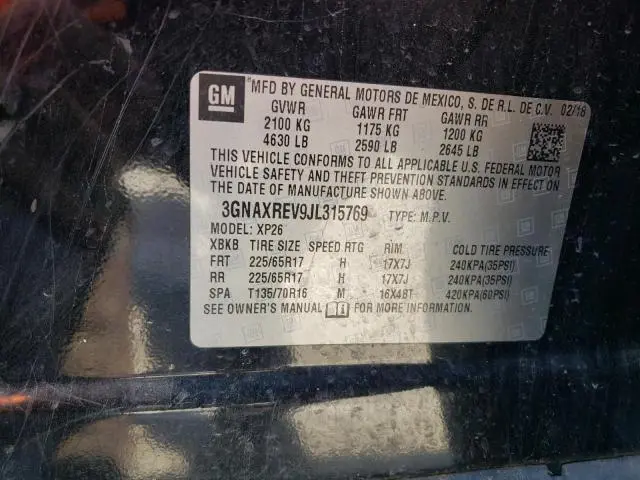 GM
MFD BY GENERAL MOTORS DE MEXICO, S. DE R.L. DE C.V. 02/18
GVWR GAWR FRT GAWR RR
2100 KG 1175 KG 1200 KG
4630 LB 2590 LB 2645 LB
THIS VEHICLE CONFORMS TO ALL APPLICABLE U.S. FEDERAL MOTOR
VEHICLE SAFETY AND THEFT PREVENTION STANDARDS IN EFFECT ON
THE DATE OF MANUFACTURE SHOWN ABOVE.
3GNAXREV9JL315769 TYPE: M.P.V.
MODEL: XP26
XBKB TIRE SIZE SPEED RTG RIM COLD TIRE PRESSURE
FRT 225/65R17 H 17X7J 240KPA(35PSI)
RR 225/65R17 H 17X7J 240KPA(35PSI)
SPA T135/70R16 M 16X4BT 420KPA(60PSI)
SEE OWNER'S MANUAL FOR MORE INFORMATION.